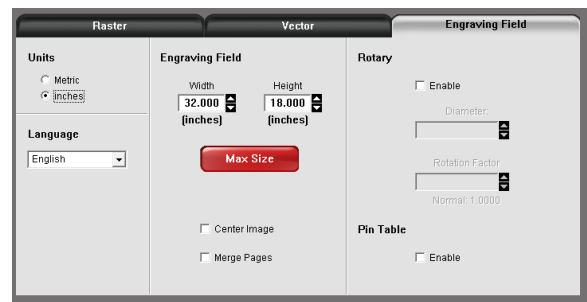 Raster
Vector
Engraving Field
Units
Metric
inches
Language
English
Engraving Field
Width
Height
32.000
18.000
(inches)
(inches)
Max Size
Center Image
Merge Pages
Rotary
Enable
Diameter:
Rotation Factor
Normal: 1.0000
Pin Table
Enable